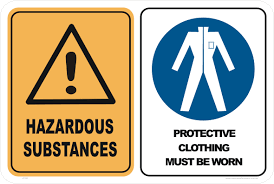 HAZARDOUS
SUBSTANCES
PROTECTIVE
CLOTHING
MUST BE WORN